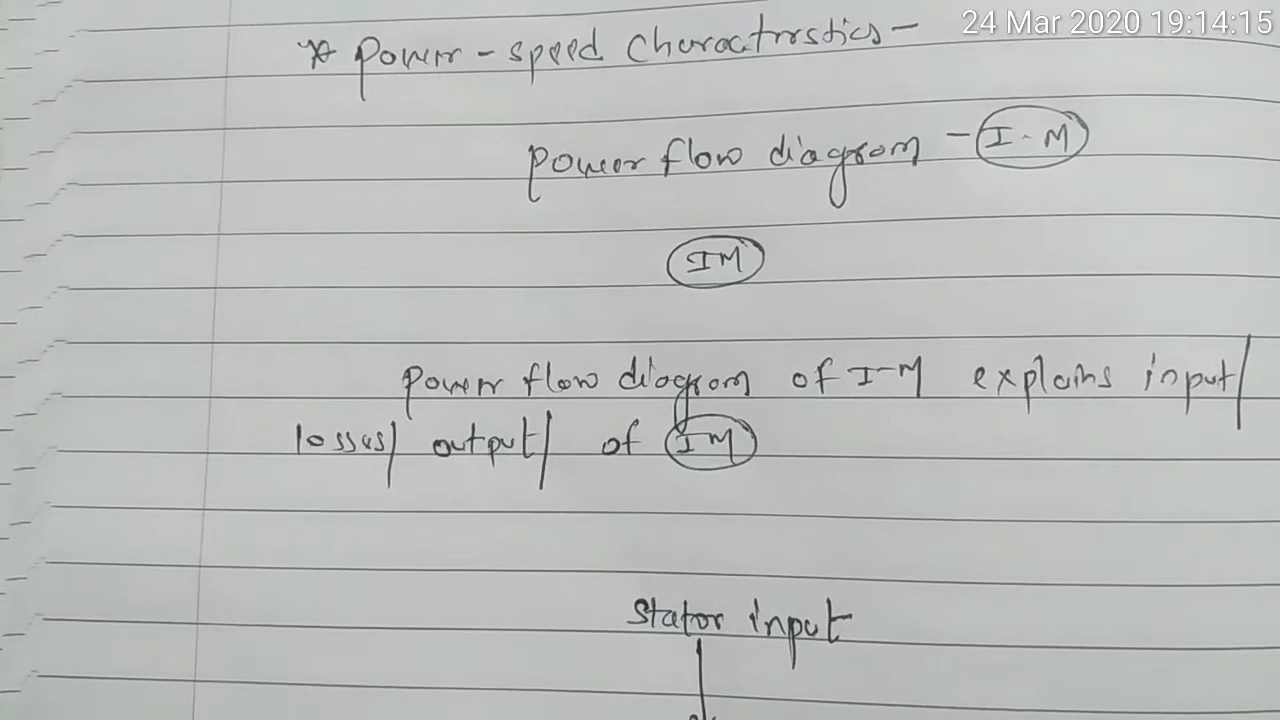 24 Mar 2020 19:14:15
* Power - speed Charactrrstics -
power flow diagram - I-M
IM
power flow diagram of I-M explains input/
losses/ output/ of IM
Stator input